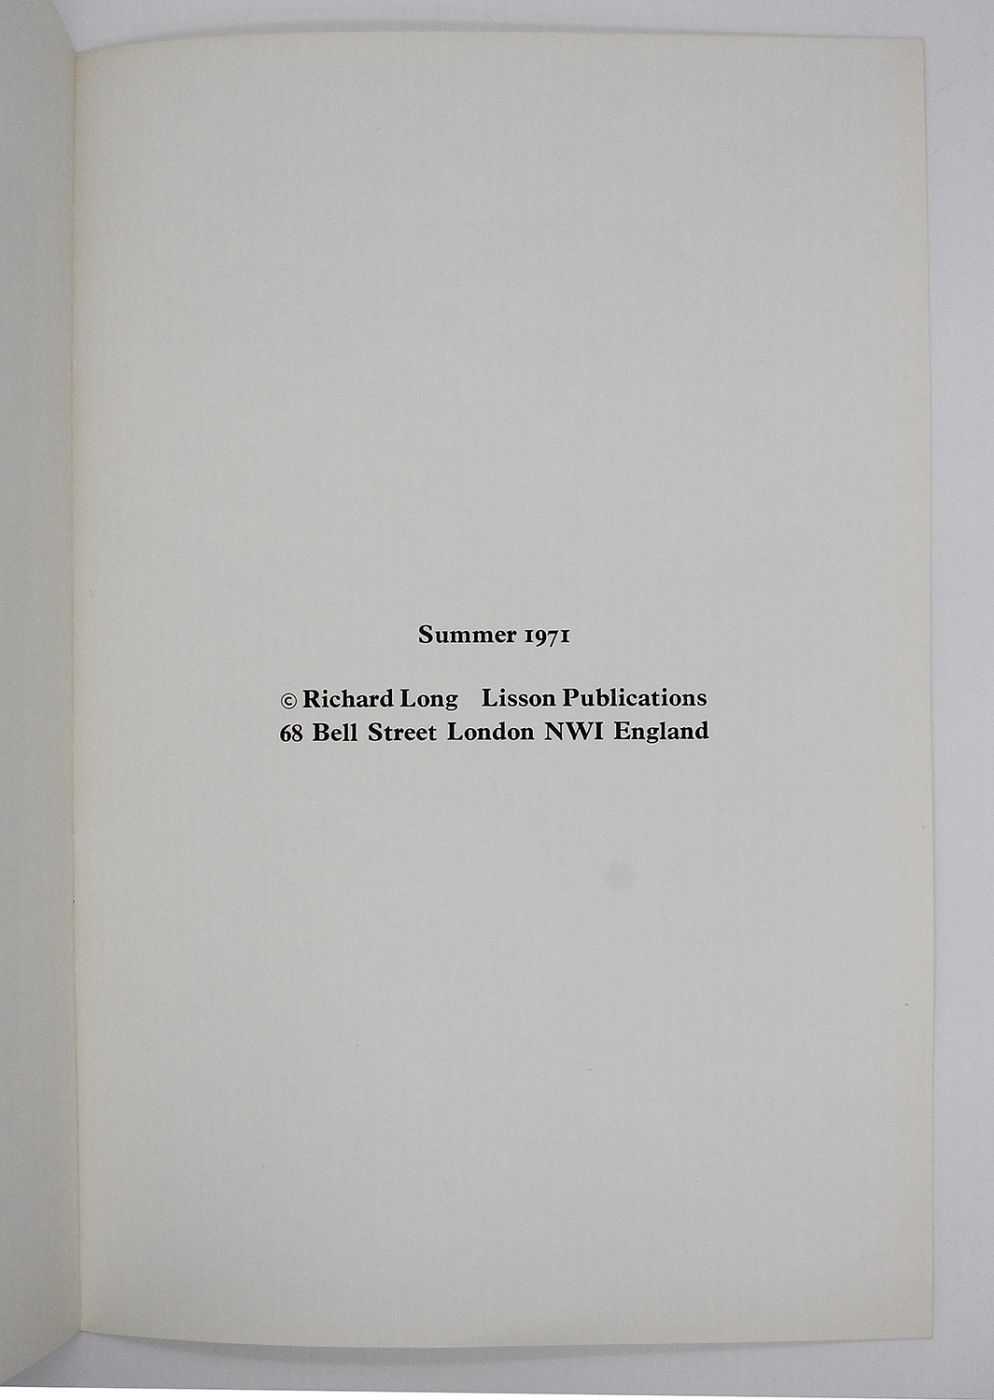 Summer 1971
© Richard Long Lisson Publications
68 Bell Street London NWI England